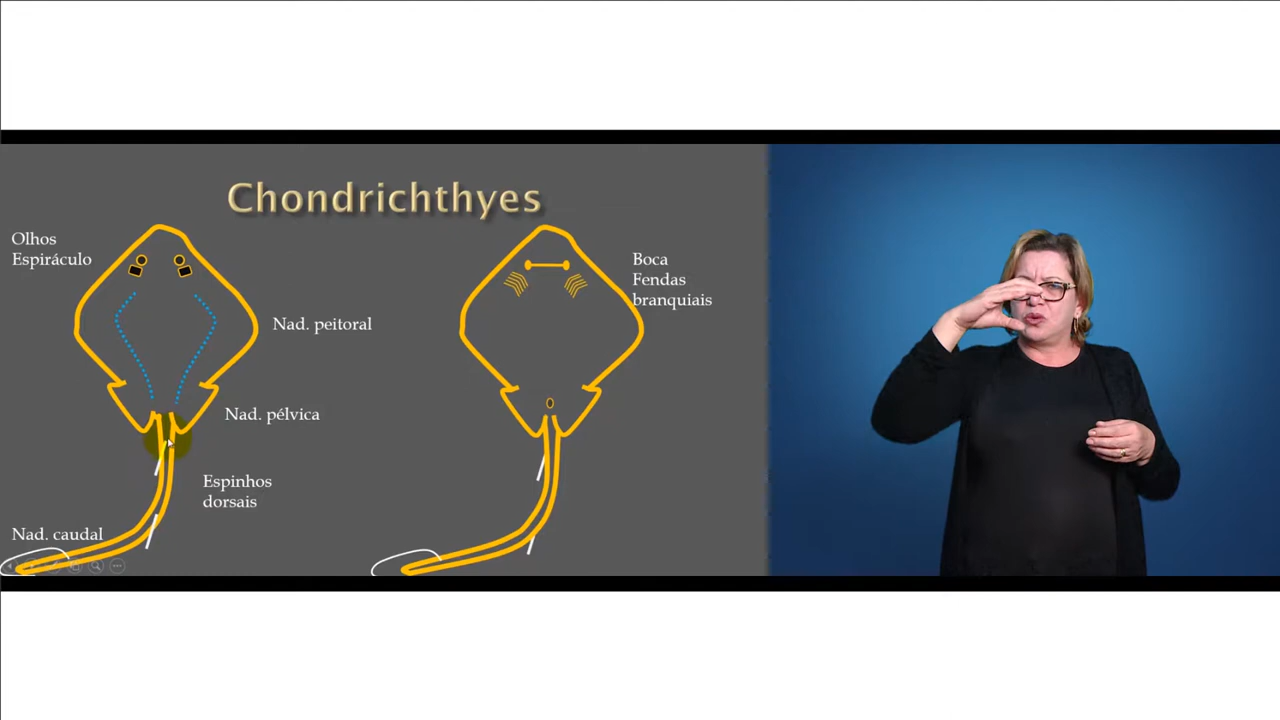 Chondrichthyes
Olhos
Espiráculo
Nad. peitoral
Nad. pélvica
Espinhos
dorsais
Nad. caudal
Boca
Fendas
branquiais